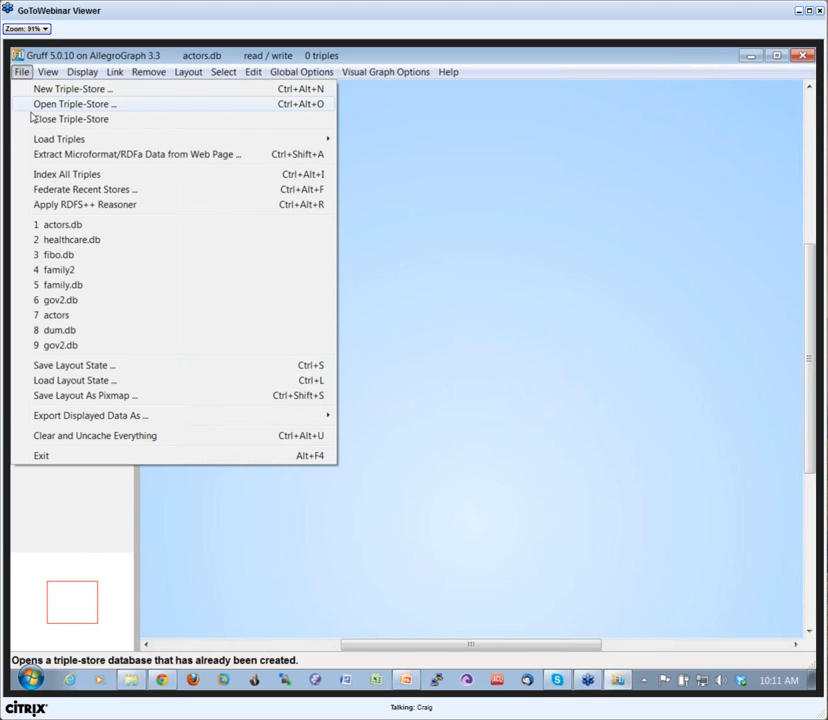 GoToWebinar Viewer
Zoom: 91%
Gruff 5.0.10 on AllegroGraph 3.3 actors.db read / write 0 triples
File View Display Link Remove Layout Select Edit Global Options Visual Graph Options Help
New Triple-Store ... Ctrl+Alt+N
Open Triple-Store ... Ctrl+Alt+O
Close Triple-Store
Load Triples
Extract Microformat/RDFa Data from Web Page ... Ctrl+Shift+A
Index All Triples Ctrl+Alt+I
Federate Recent Stores ... Ctrl+Alt+F
Apply RDFS++ Reasoner Ctrl+Alt+R
1 actors.db
2 healthcare.db
3 fibo.db
4 family2
5 family.db
6 gov2.db
7 actors
8 dum.db
9 gov2.db
Save Layout State ... Ctrl+S
Load Layout State ... Ctrl+L
Save Layout As Pixmap ... Ctrl+Shift+S
Export Displayed Data As ...
Clear and Uncache Everything Ctrl+Alt+U
Exit Alt+F4
Opens a triple-store database that has already been created.
10:11 AM
CITRIX
Talking: Craig